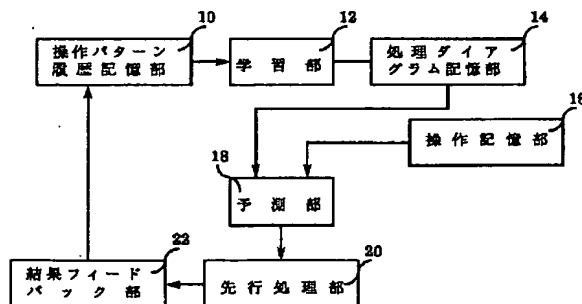 10
操作パターン
履歴記憶部
12
学習部
14
処理ダイア
グラム記憶部
16
操作記憶部
18
予測部
20
先行処理部
22
結果フィード
バック部